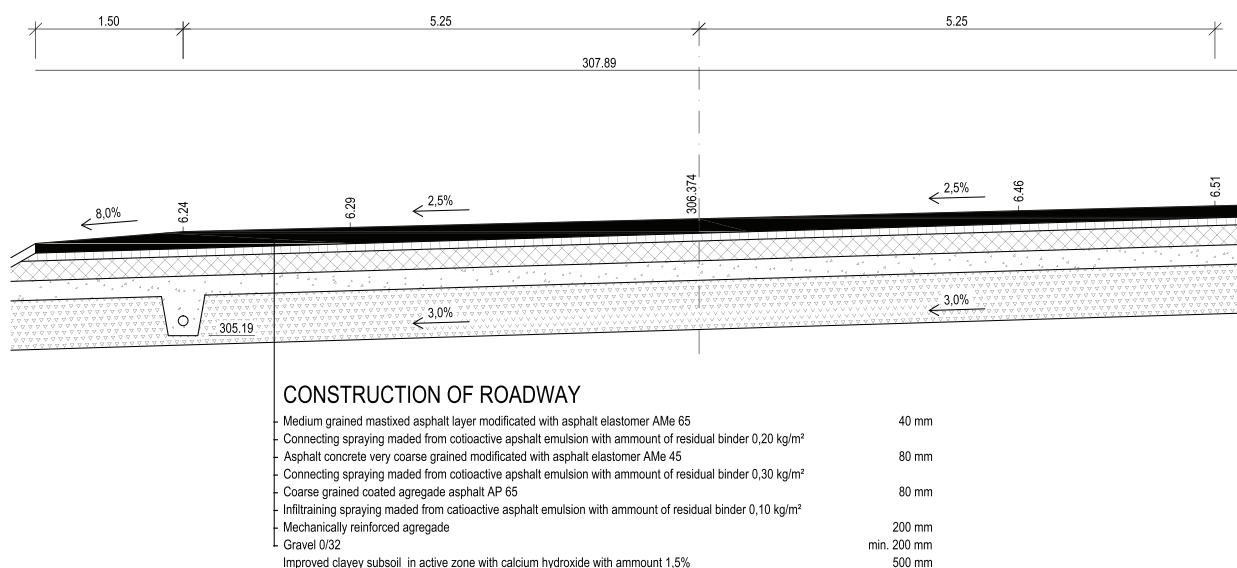 1.50 5.25 5.25
307.89
8,0% 6.24 6.29 2,5% 306.374 2,5% 6.46 6.51
3,0% 3,0%
305.19
CONSTRUCTION OF ROADWAY
Medium grained mastixed asphalt layer modificated with asphalt elastomer AMe 65 40 mm
Connecting spraying maded from cotioactive apshalt emulsion with ammount of residual binder 0,20 kg/m²
Asphalt concrete very coarse grained modificated with asphalt elastomer AMe 45 80 mm
Connecting spraying maded from cotioactive apshalt emulsion with ammount of residual binder 0,30 kg/m²
Coarse grained coated agregade asphalt AP 65 80 mm
Infiltraining spraying maded from catioactive asphalt emulsion with ammount of residual binder 0,10 kg/m²
Mechanically reinforced agregade 200 mm
Gravel 0/32 min. 200 mm
Improved clayey subsoil in active zone with calcium hydroxide with ammount 1,5% 500 mm